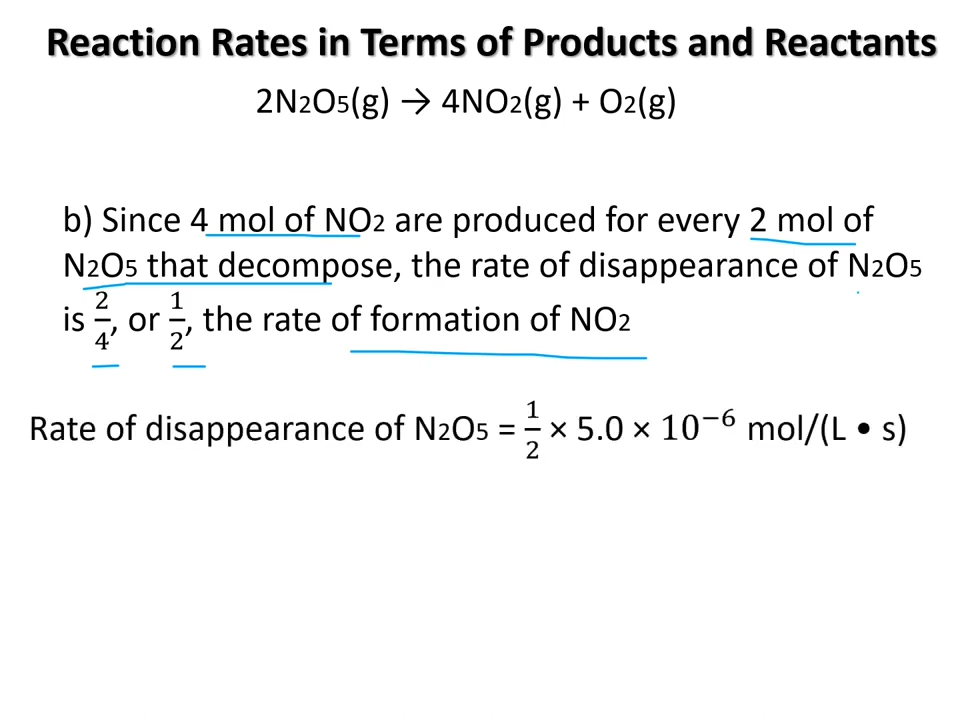 Reaction Rates in Terms of Products and Reactants
2N2O5(g) → 4NO2(g) + O2(g)
b) Since 4 mol of NO2 are produced for every 2 mol of
N2O5 that decompose, the rate of disappearance of N2O5
is 2/4, or 1/2, the rate of formation of NO2
Rate of disappearance of N2O5 = 1/2 × 5.0 × 10⁻⁶ mol/(L • s)